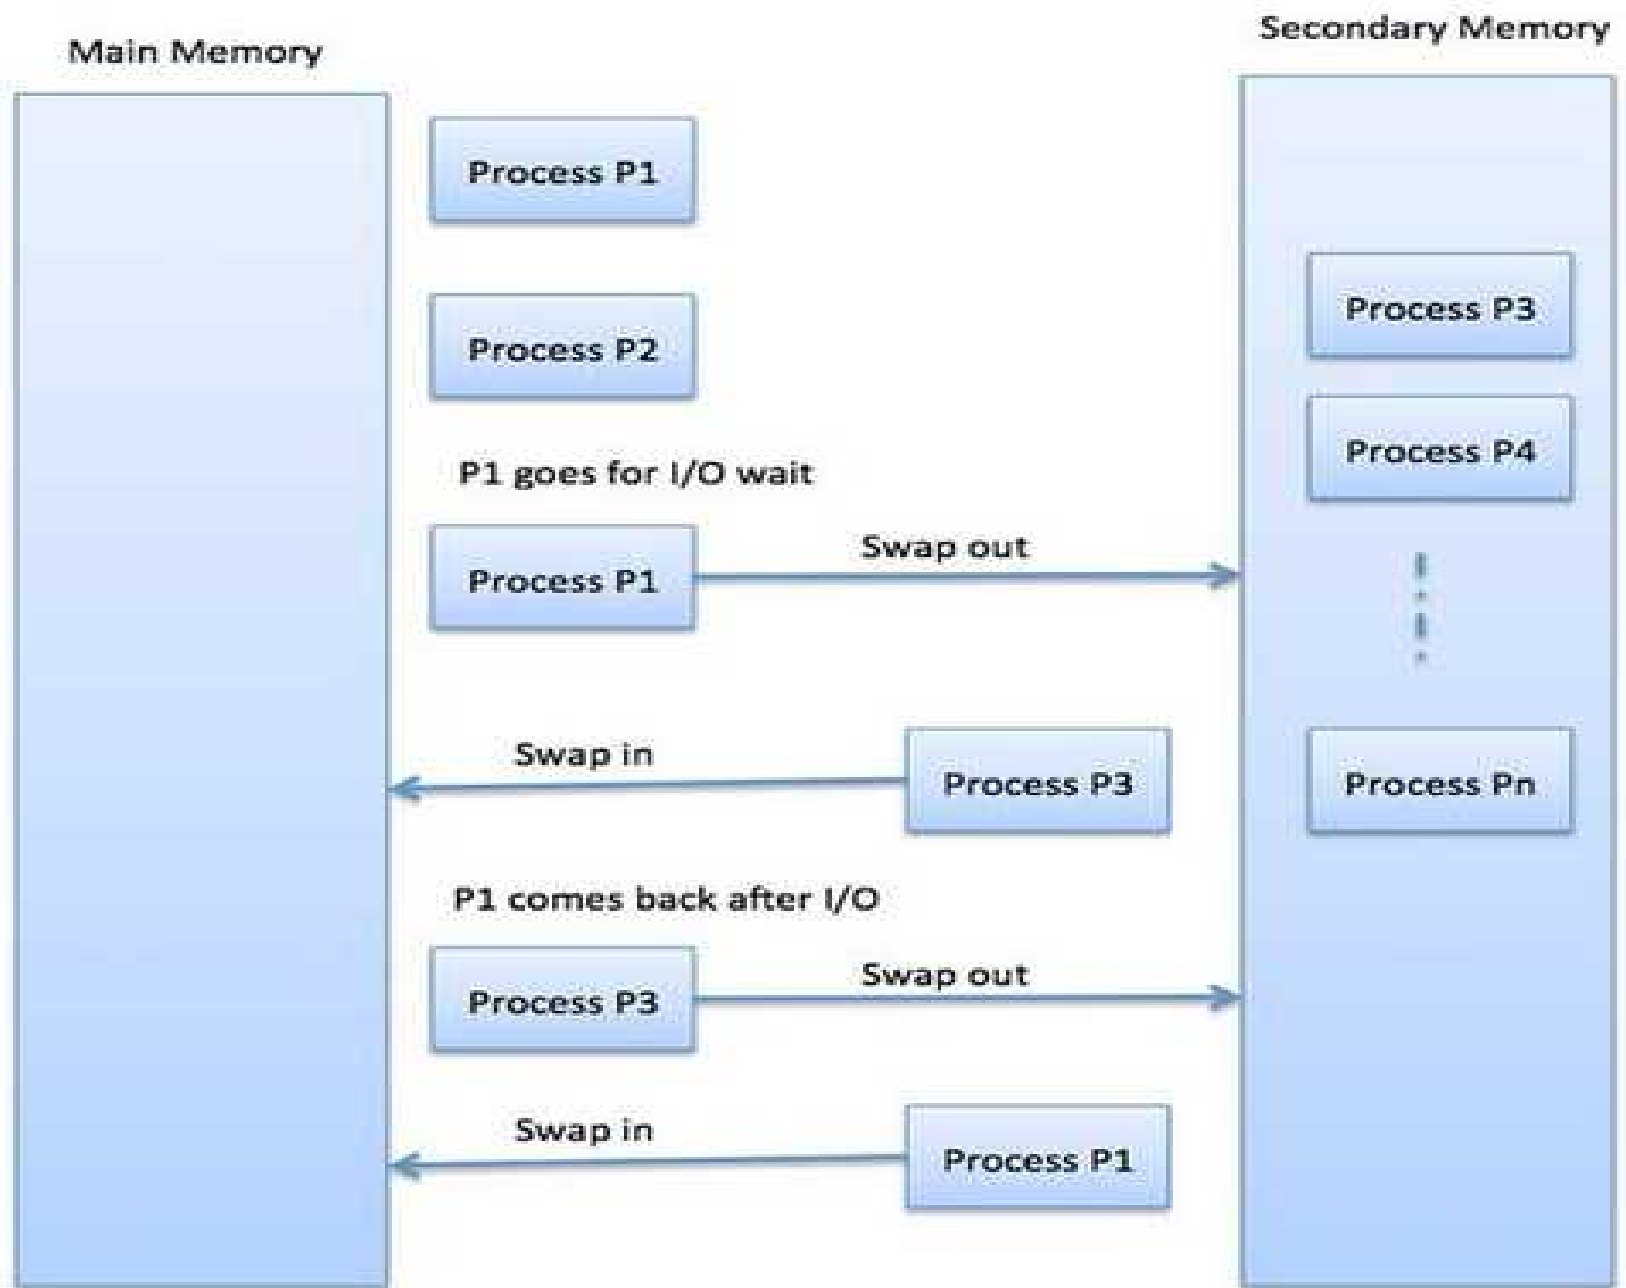 Main Memory
Secondary Memory
Process P1
Process P3
Process P2
Process P4
P1 goes for I/O wait
Swap out
Process P1
Swap in
Process P3
Process Pn
P1 comes back after I/O
Swap out
Process P3
Swap in
Process P1